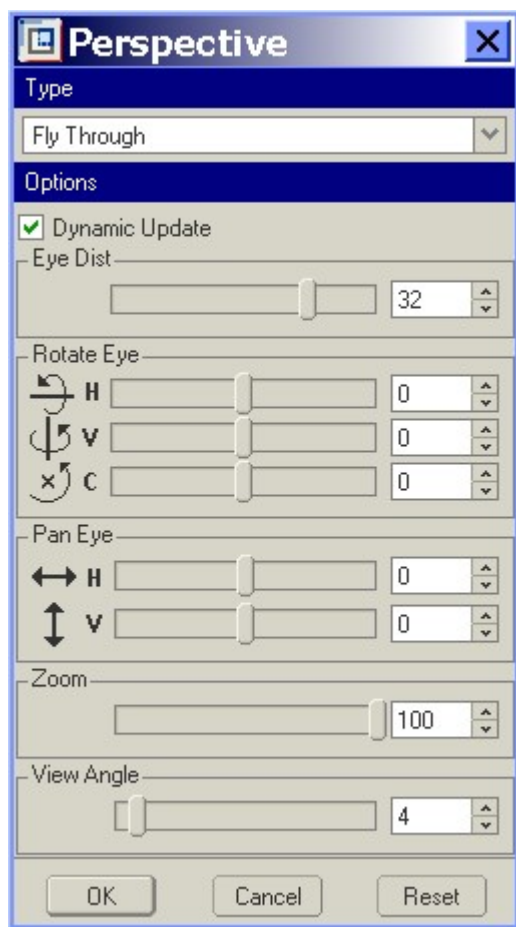 Perspective
Type
Fly Through
Options
Dynamic Update
Eye Dist
32
Rotate Eye
H 0
V 0
C 0
Pan Eye
H 0
V 0
Zoom
100
View Angle
4
OK Cancel Reset